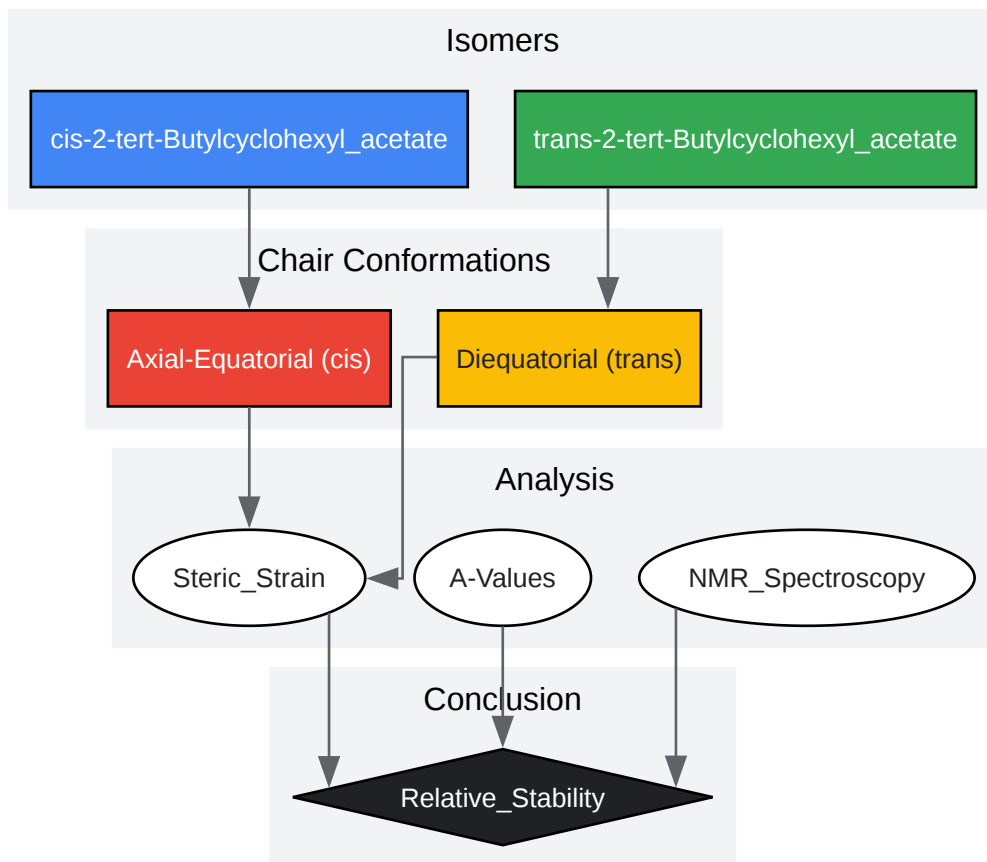 Isomers
cis-2-tert-Butylcyclohexyl_acetate
trans-2-tert-Butylcyclohexyl_acetate
Chair Conformations
Axial-Equatorial (cis)
Diequatorial (trans)
Analysis
Steric_Strain
A-Values
NMR_Spectroscopy
Conclusion
Relative_Stability